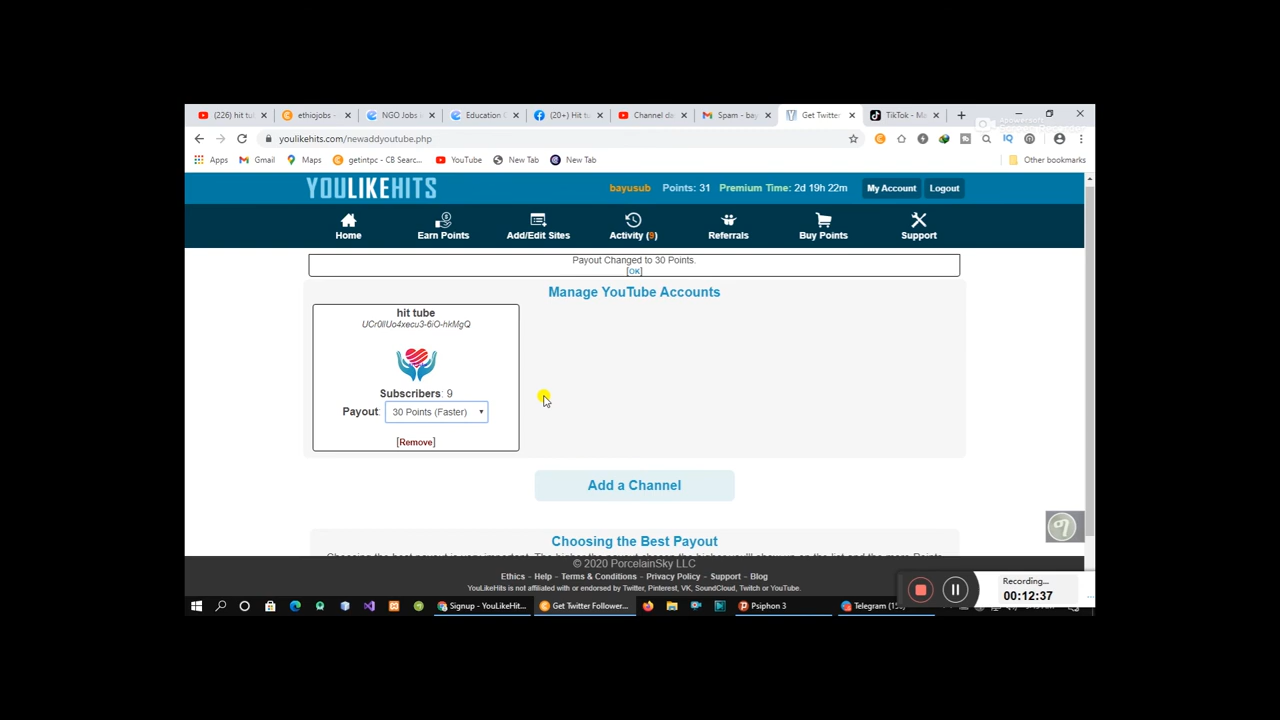 (226) hit tu
ethiojobs -
NGO Jobs i
Education C
(20+) Hit t
Channel da
Spam - bay
Get Twitter
TikTok - Ma
youlikehits.com/newaddyoutube.php
Apps
Gmail
Maps
getintpc - CB Searc...
YouTube
New Tab
New Tab
Other bookmarks
YOULIKEHITS
bayusub
Points: 31
Premium Time: 2d 19h 22m
My Account
Logout
Home
Earn Points
Add/Edit Sites
Activity (9)
Referrals
Buy Points
Support
Payout Changed to 30 Points.
[OK]
Manage YouTube Accounts
hit tube
Subscribers: 9
Payout: 30 Points (Faster)
[Remove]
Add a Channel
Choosing the Best Payout
© 2020 PorcelainSky LLC
Ethics - Help - Terms & Conditions - Privacy Policy - Support - Blog
YouLikeHits is not affiliated with or endorsed by Twitter, Pinterest, VK, SoundCloud, Twitch or YouTube.
Recording...
00:12:37
Signup - YouLikeHit...
Get Twitter Follower...
Psiphon 3
Telegram